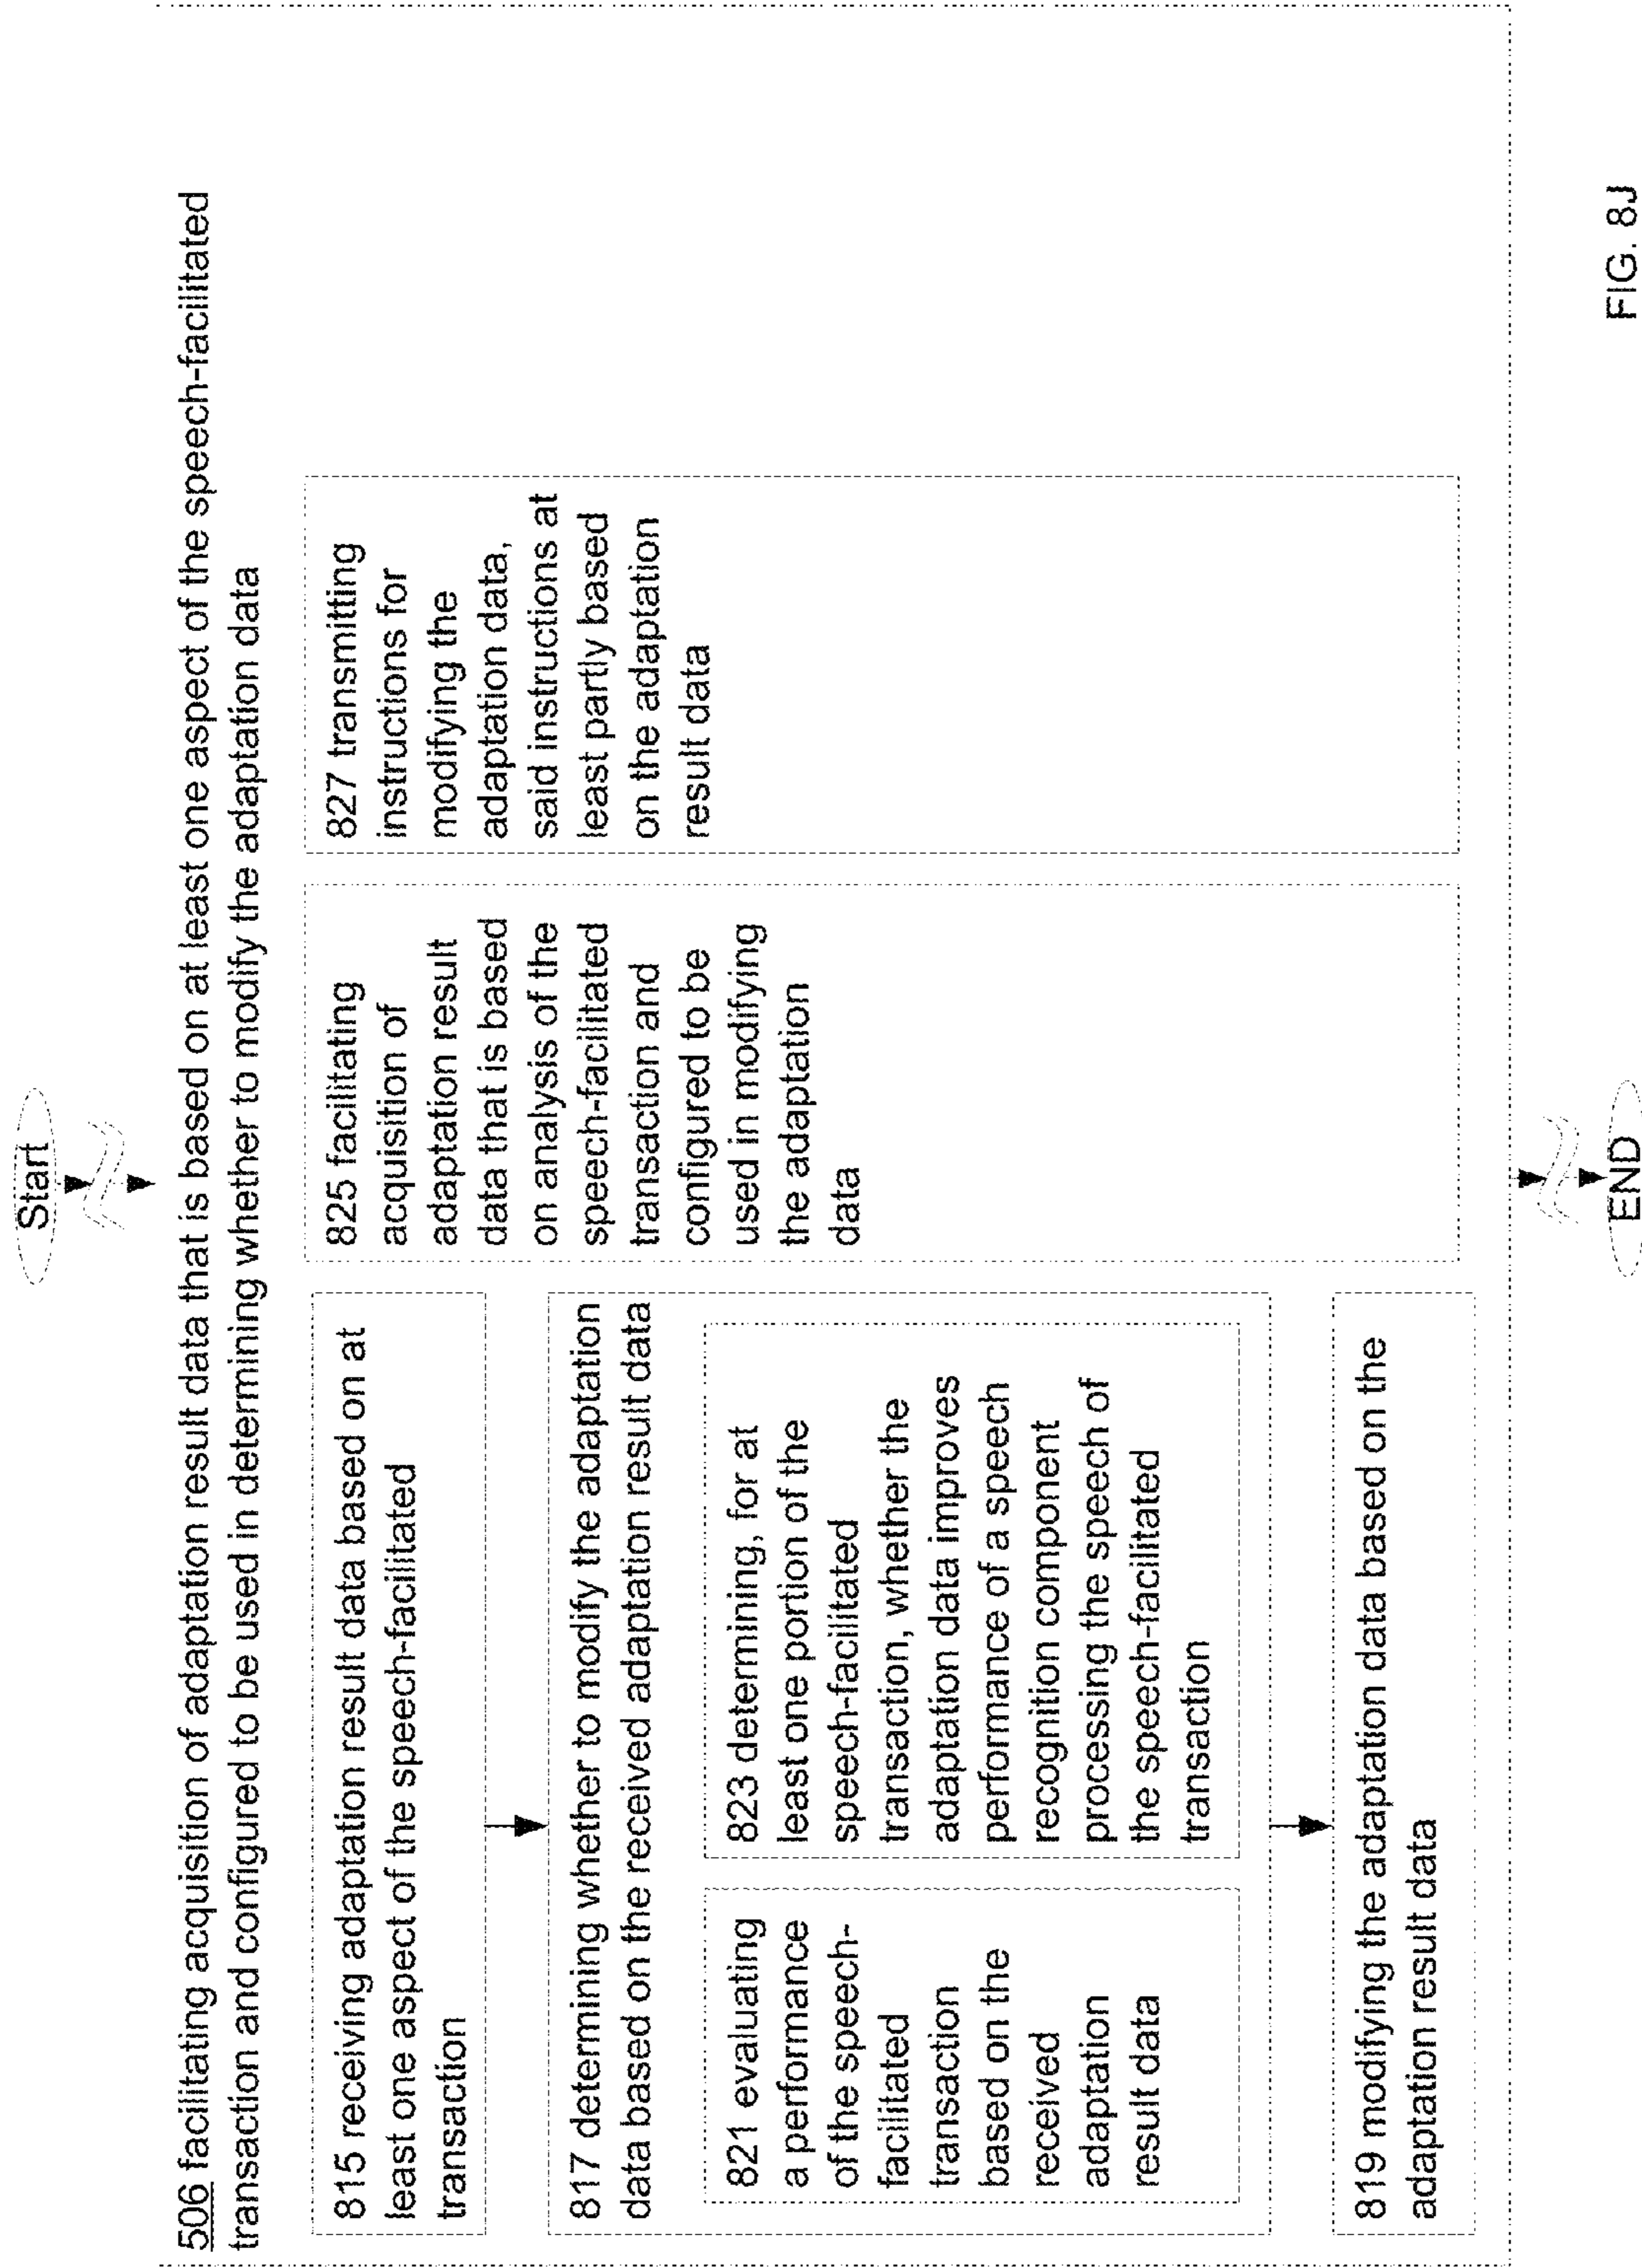 Start
506 facilitating acquisition of adaptation result data that is based on at least one aspect of the speech-facilitated
transaction and configured to be used in determining whether to modify the adaptation data
815 receiving adaptation result data based on at
least one aspect of the speech-facilitated
transaction
817 determining whether to modify the adaptation
data based on the received adaptation result data
821 evaluating
a performance
of the speech-
facilitated
transaction
based on the
received
adaptation
result data
823 determining, for at
least one portion of the
speech-facilitated
transaction, whether the
adaptation data improves
performance of a speech
recognition component
processing the speech of
the speech-facilitated
transaction
819 modifying the adaptation data based on the
adaptation result data
825 facilitating
acquisition of
adaptation result
data that is based
on analysis of the
speech-facilitated
transaction and
configured to be
used in modifying
the adaptation
data
827 transmitting
instructions for
modifying the
adaptation data,
said instructions at
least partly based
on the adaptation
result data
END
FIG. 8J